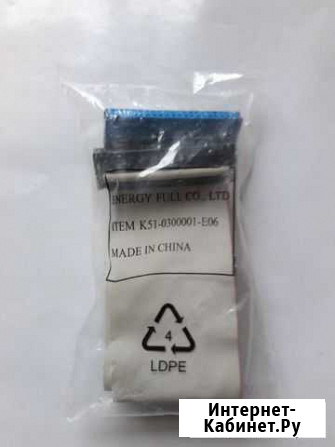 ENERGY FULL CO., LTD
ITEM K51-0300001-E06
MADE IN CHINA
4
LDPE
Интернет-
Кабинет.Ру